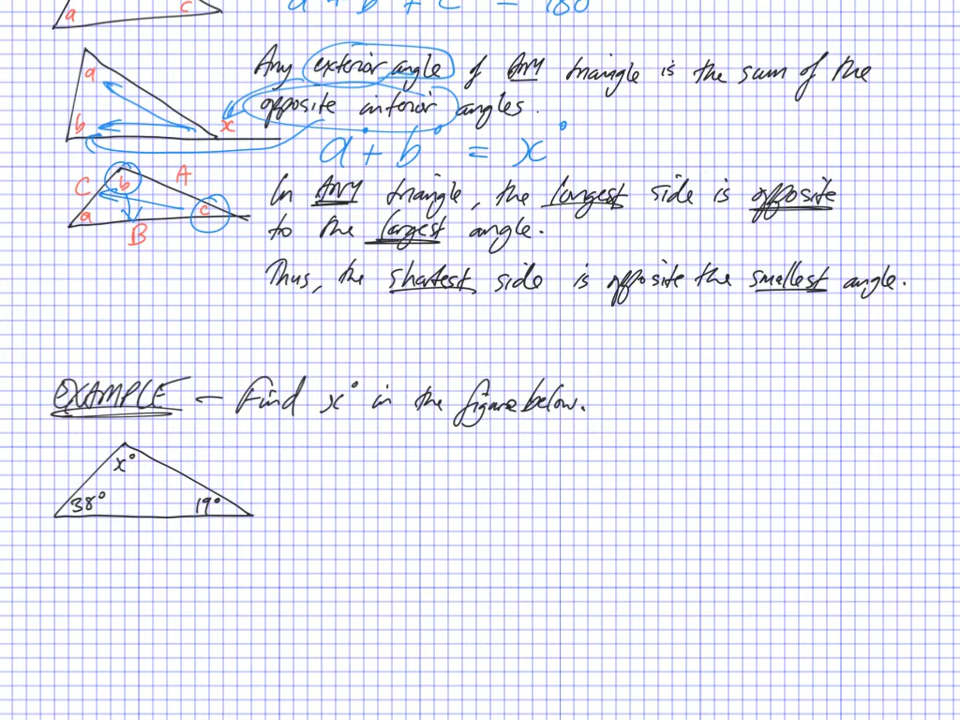 a c a + b + c = 180
a Any exterior angle of ANY triangle is the sum of the
b x opposite interior angles.
a° + b° = x°
C b A In ANY triangle, the longest side is opposite
a c to the largest angle.
B
Thus, the shortest side is opposite the smallest angle.
EXAMPLE - Find x° in the figure below.
x°
38° 19°